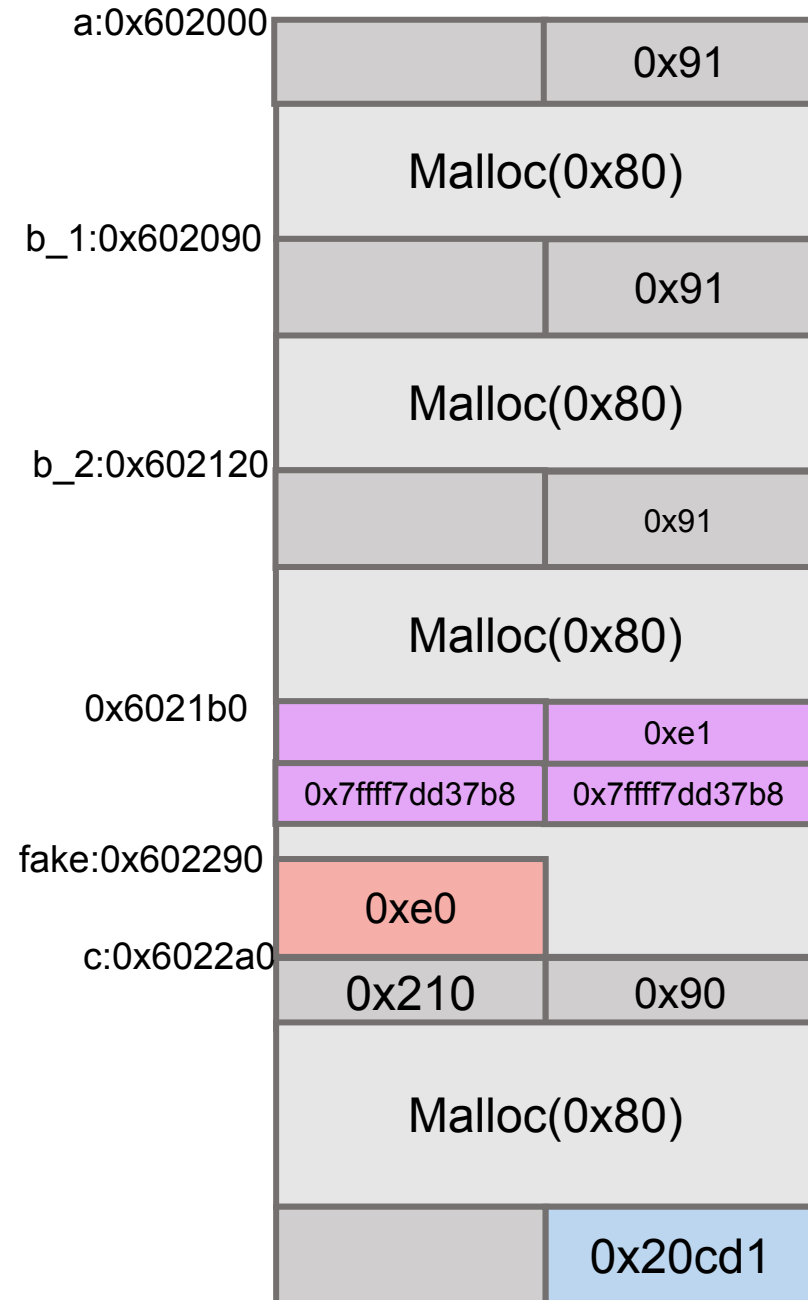 a:0x602000
0x91
Malloc(0x80)
b_1:0x602090
0x91
Malloc(0x80)
b_2:0x602120
0x91
Malloc(0x80)
0x6021b0
0xe1
0x7ffff7dd37b8 0x7ffff7dd37b8
fake:0x602290
0xe0
c:0x6022a0
0x210 0x90
Malloc(0x80)
0x20cd1